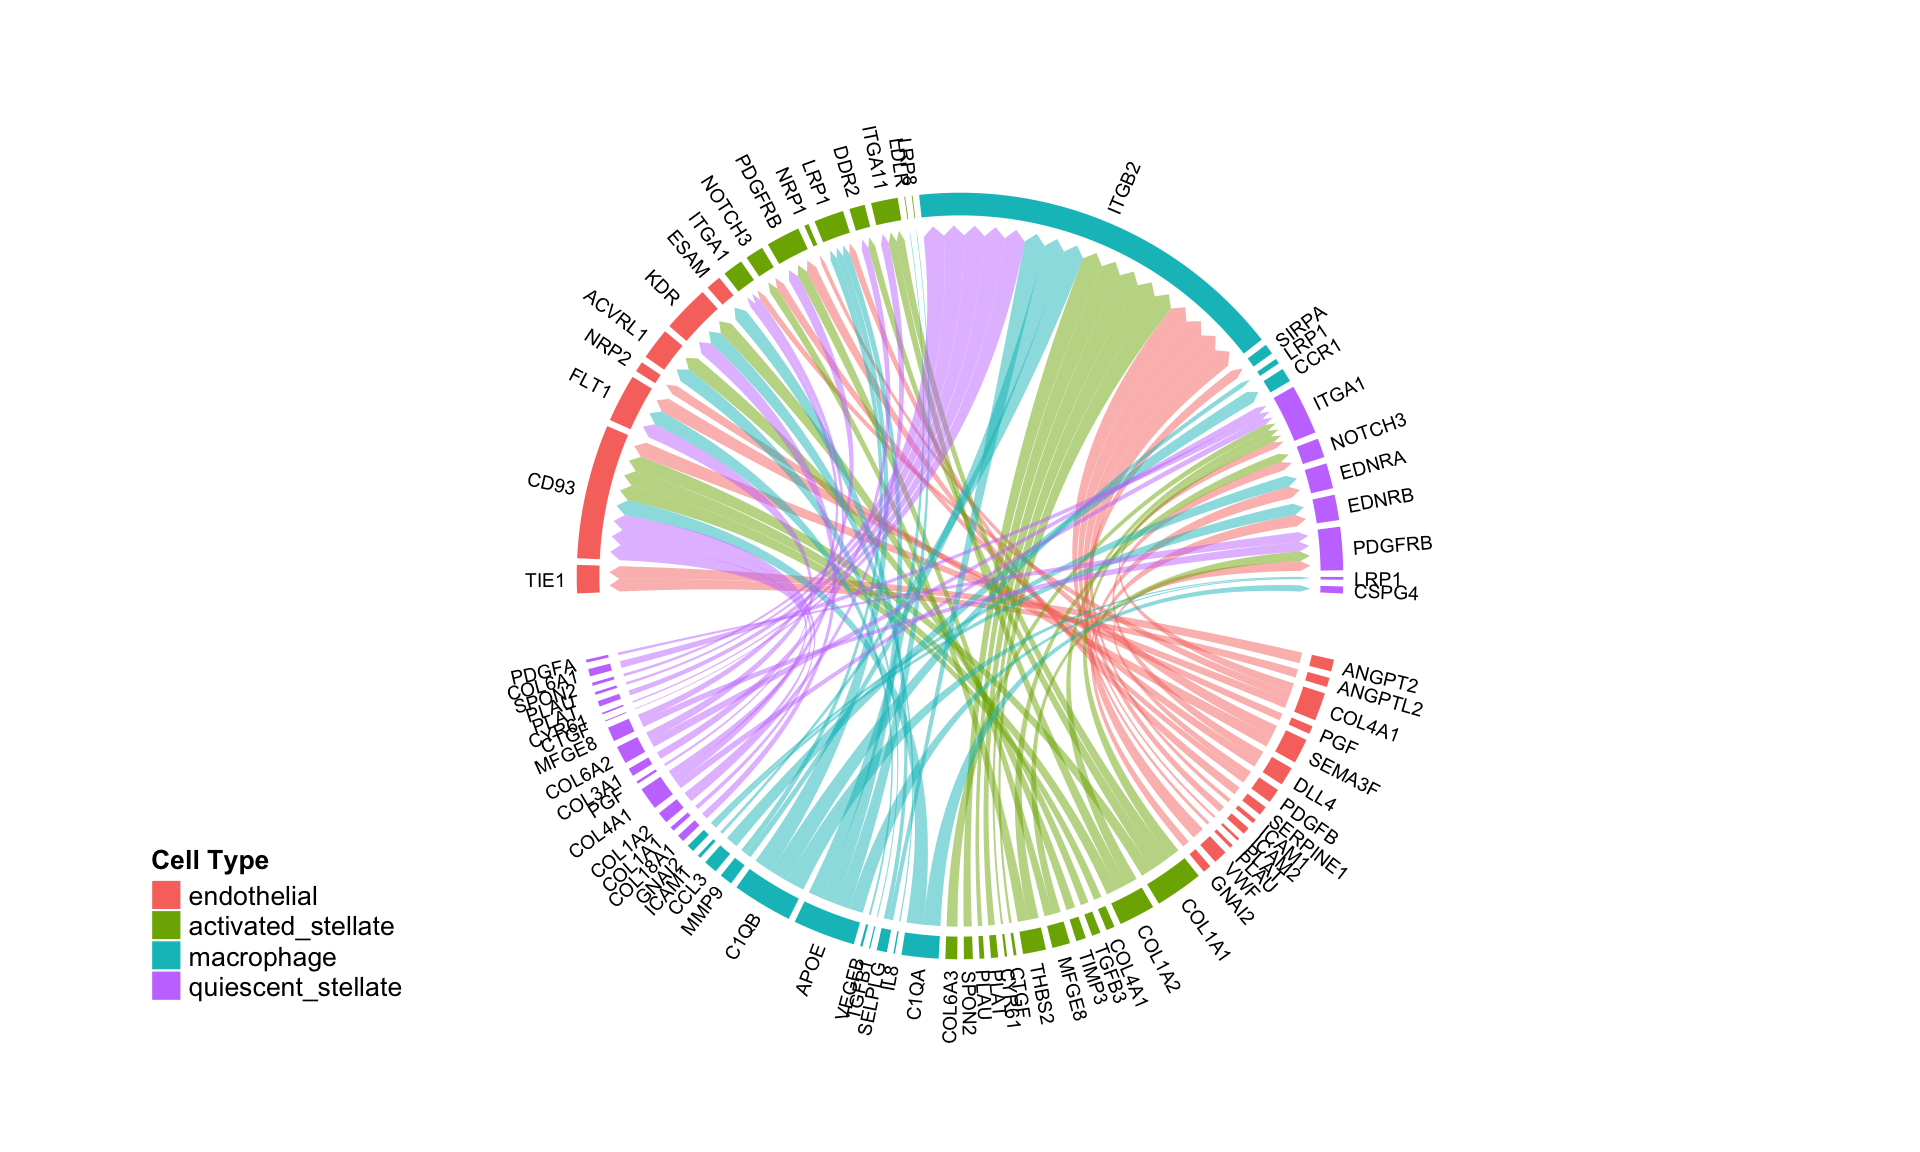 TIE1
CD93
FLT1
NRP2
ACVRL1
KDR
ESAM
ITGA1
NOTCH3
PDGFRB
NRP1
LRP1
DDR2
ITGA11
LDLR
LRP8
ITGB2
SIRPA
LRP1
CCR1
ITGA1
NOTCH3
EDNRA
EDNRB
PDGFRB
LRP1
CSPG4
ANGPT2
ANGPTL2
COL4A1
PGF
SEMA3F
DLL4
PDGFB
SERPINE1
ICAM1
ICAM2
PLAU
PLAT
VWF
GNAI2
COL1A1
COL1A2
COL4A1
TGFB3
TIMP3
MFGE8
THBS2
CTGF
CYR61
PLAT
PLAU
SPON2
COL6A3
C1QA
IL8
SELPLG
TGFB1
VEGFB
APOE
C1QB
MMP9
CCL3
ICAM1
GNAI2
COL18A1
COL1A1
COL1A2
COL4A1
PGF
COL3A1
COL6A2
MFGE8
CTGF
CYR61
PLAT
PLAU
SPON2
COL6A1
PDGFA
Cell Type
endothelial
activated_stellate
macrophage
quiescent_stellate